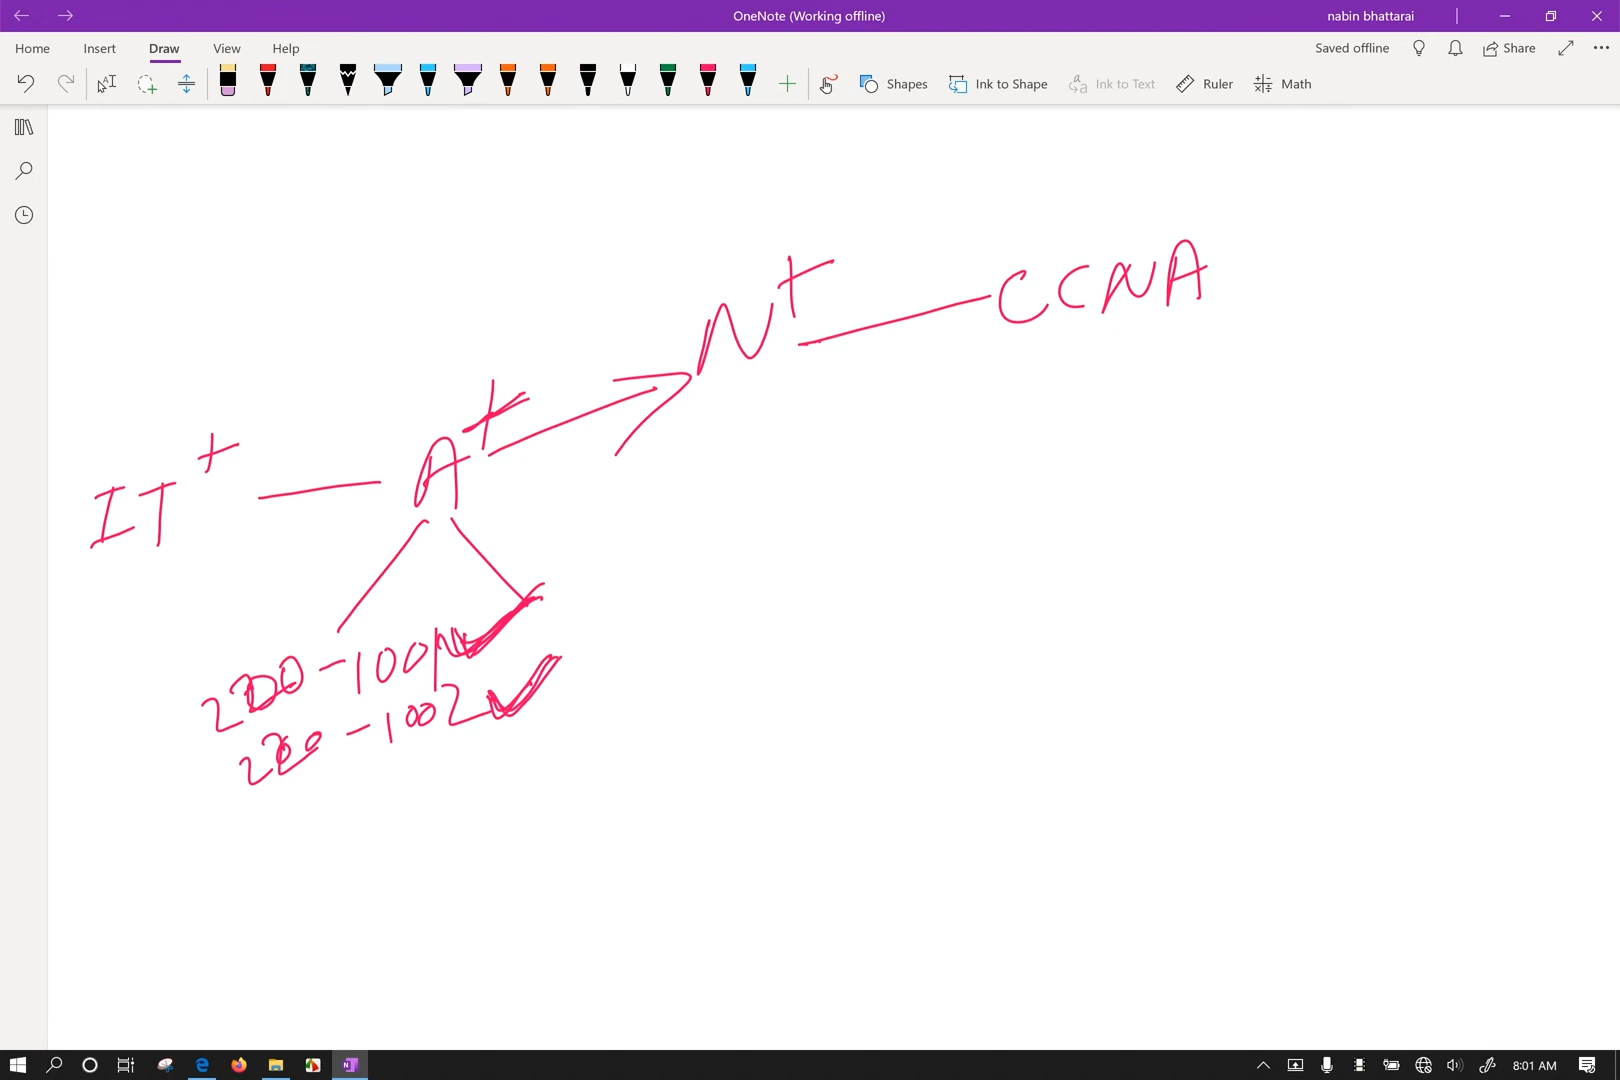 OneNote (Working offline)
nabin bhattarai
Home Insert Draw View Help
Saved offline
Share
Shapes
Ink to Shape
Ink to Text
Ruler
Math
N+ CCNA
IT+ A+
220-1001
220-1002
8:01 AM